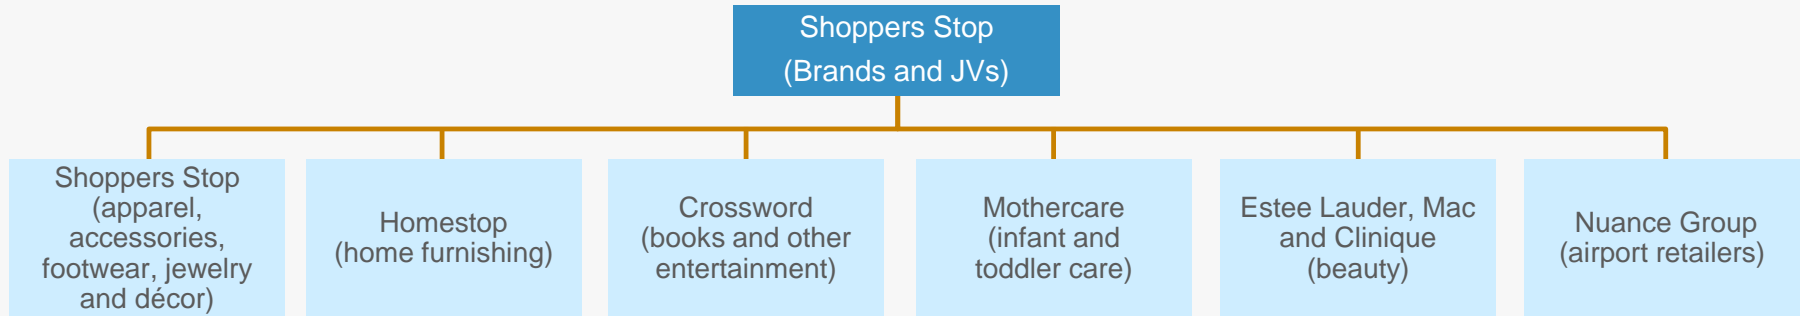 Shoppers Stop
(Brands and JVs)
Shoppers Stop
(apparel,
accessories,
footwear, jewelry
and décor)
Homestop
(home furnishing)
Crossword
(books and other
entertainment)
Mothercare
(infant and
toddler care)
Estee Lauder, Mac
and Clinique
(beauty)
Nuance Group
(airport retailers)